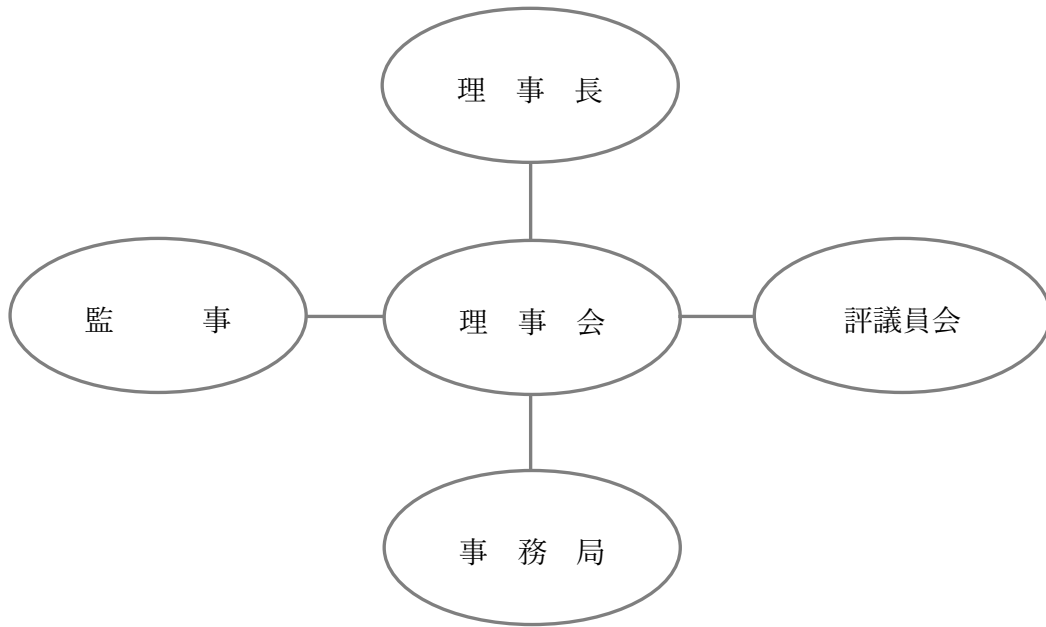 理　事　長
監　　　事
理　事　会
評議員会
事　務　局